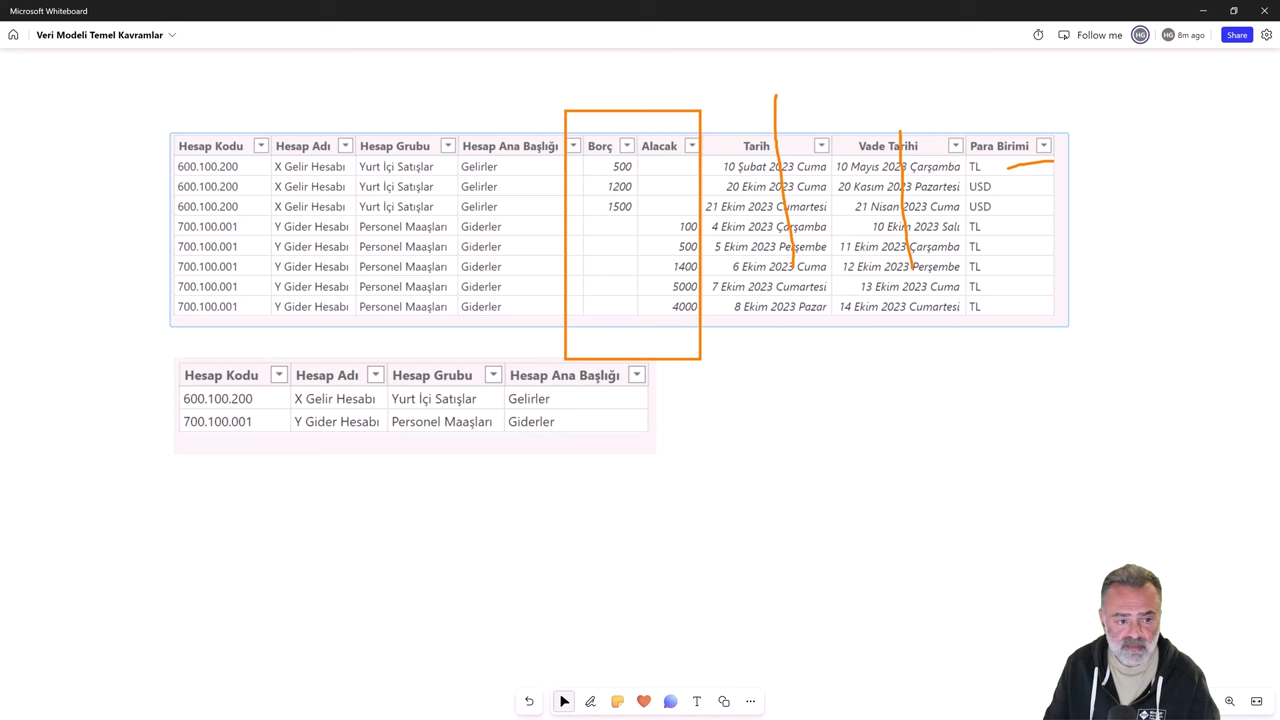 Microsoft Whiteboard
Veri Modeli Temel Kavramlar
Follow me HG HG 8m ago Share
Hesap Kodu Hesap Adı Hesap Grubu Hesap Ana Başlığı Borç Alacak Tarih Vade Tarihi Para Birimi
600.100.200 X Gelir Hesabı Yurt İçi Satışlar Gelirler 500 10 Şubat 2023 Cuma 10 Mayıs 2023 Çarşamba TL
600.100.200 X Gelir Hesabı Yurt İçi Satışlar Gelirler 1200 20 Ekim 2023 Cuma 20 Kasım 2023 Pazartesi USD
600.100.200 X Gelir Hesabı Yurt İçi Satışlar Gelirler 1500 21 Ekim 2023 Cumartesi 21 Nisan 2023 Cuma USD
700.100.001 Y Gider Hesabı Personel Maaşları Giderler 100 4 Ekim 2023 Çarşamba 10 Ekim 2023 Salı TL
700.100.001 Y Gider Hesabı Personel Maaşları Giderler 500 5 Ekim 2023 Perşembe 11 Ekim 2023 Çarşamba TL
700.100.001 Y Gider Hesabı Personel Maaşları Giderler 1400 6 Ekim 2023 Cuma 12 Ekim 2023 Perşembe TL
700.100.001 Y Gider Hesabı Personel Maaşları Giderler 5000 7 Ekim 2023 Cumartesi 13 Ekim 2023 Cuma TL
700.100.001 Y Gider Hesabı Personel Maaşları Giderler 4000 8 Ekim 2023 Pazar 14 Ekim 2023 Cumartesi TL
Hesap Kodu Hesap Adı Hesap Grubu Hesap Ana Başlığı
600.100.200 X Gelir Hesabı Yurt İçi Satışlar Gelirler
700.100.001 Y Gider Hesabı Personel Maaşları Giderler